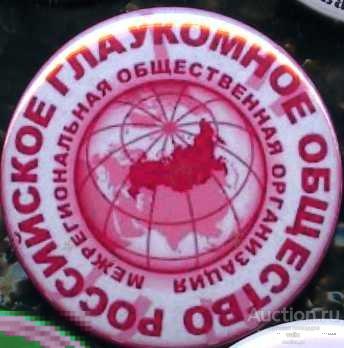 РОССИЙСКОЕ ГЛАУКОМНОЕ ОБЩЕСТВО
МЕЖРЕГИОНАЛЬНАЯ ОБЩЕСТВЕННАЯ ОРГАНИЗАЦИЯ
Auction.ru